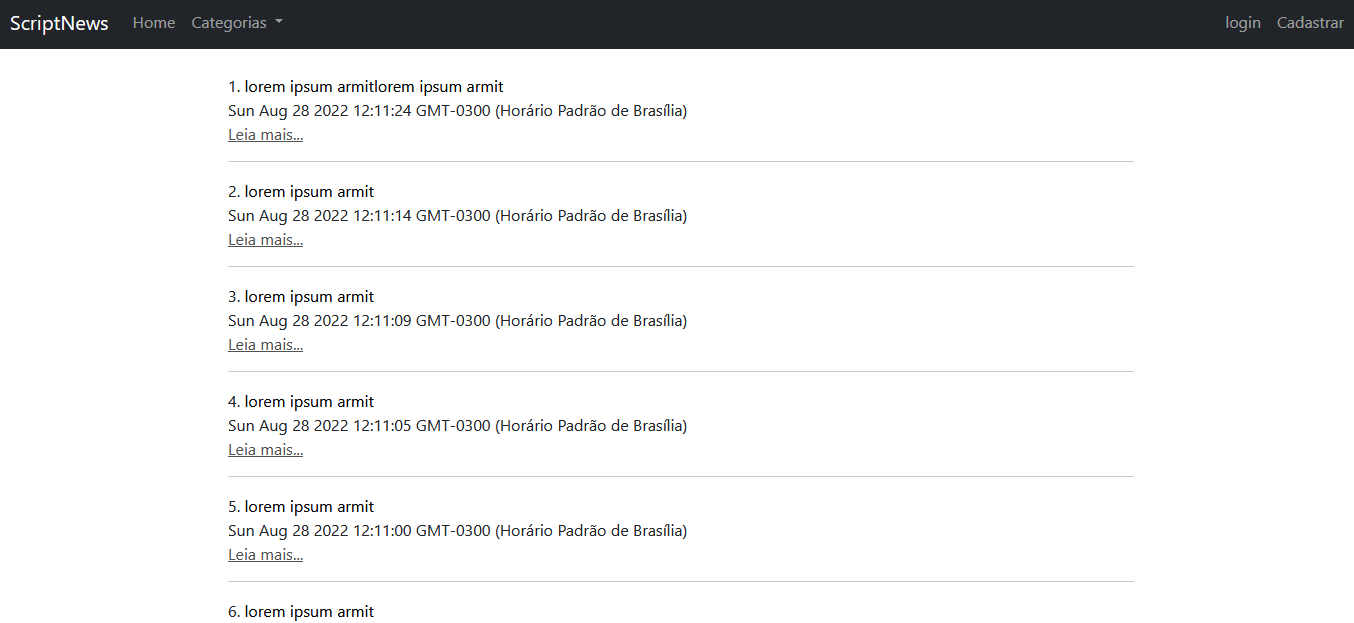 ScriptNews Home Categorias login Cadastrar
1. lorem ipsum armitlorem ipsum armit
Sun Aug 28 2022 12:11:24 GMT-0300 (Horário Padrão de Brasília)
Leia mais...
2. lorem ipsum armit
Sun Aug 28 2022 12:11:14 GMT-0300 (Horário Padrão de Brasília)
Leia mais...
3. lorem ipsum armit
Sun Aug 28 2022 12:11:09 GMT-0300 (Horário Padrão de Brasília)
Leia mais...
4. lorem ipsum armit
Sun Aug 28 2022 12:11:05 GMT-0300 (Horário Padrão de Brasília)
Leia mais...
5. lorem ipsum armit
Sun Aug 28 2022 12:11:00 GMT-0300 (Horário Padrão de Brasília)
Leia mais...
6. lorem ipsum armit